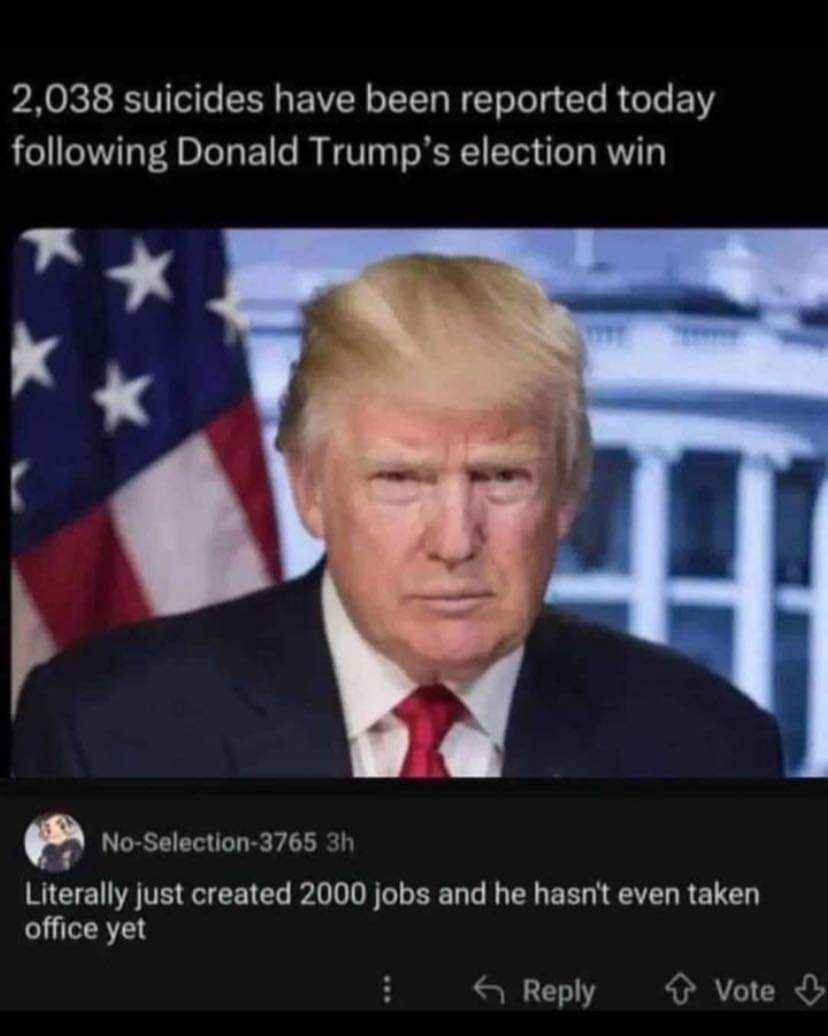 2,038 suicides have been reported today
following Donald Trump's election win
No-Selection-3765 3h
Literally just created 2000 jobs and he hasn't even taken
office yet
Reply Vote